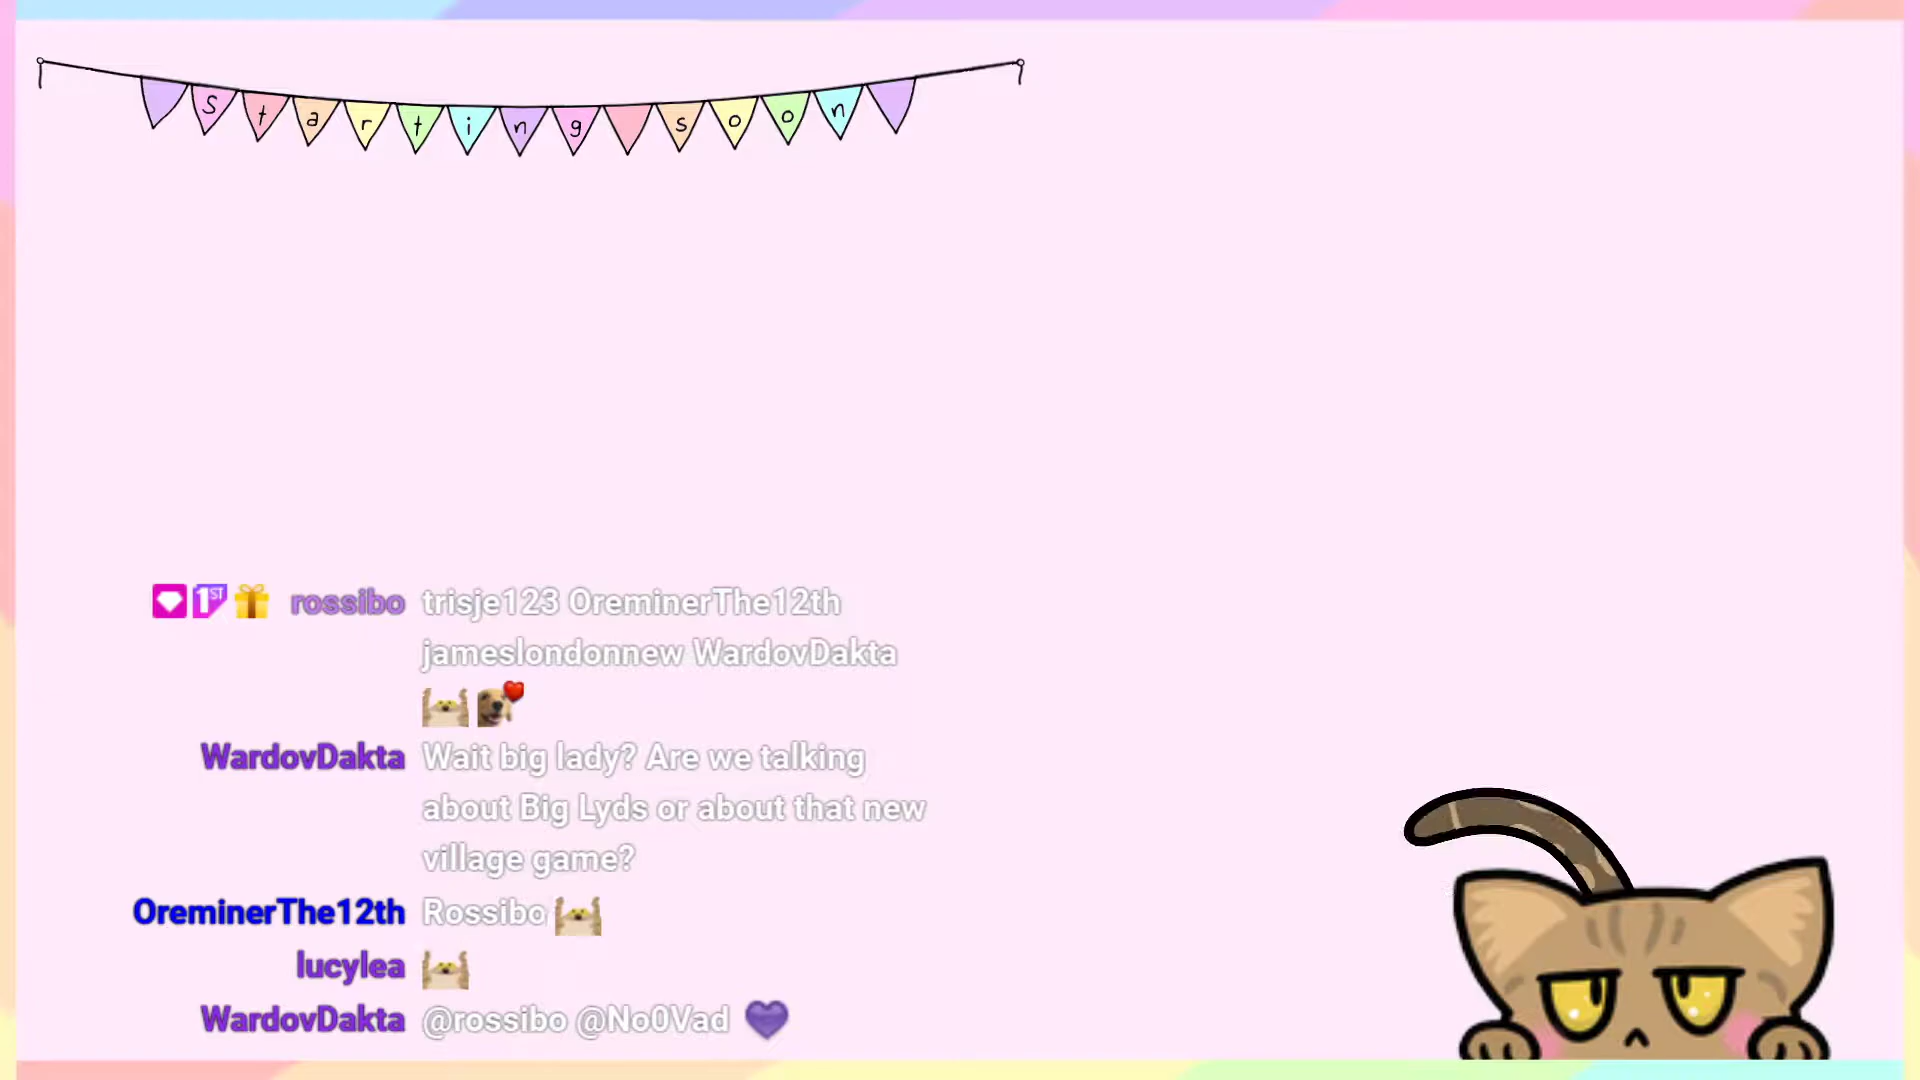 Starting soon
1ST rossibo trisje123 OreminerThe12th
jameslondonnew WardovDakta
WardovDakta Wait big lady? Are we talking
about Big Lyds or about that new
village game?
OreminerThe12th Rossibo
lucylea
WardovDakta @rossibo @No0Vad